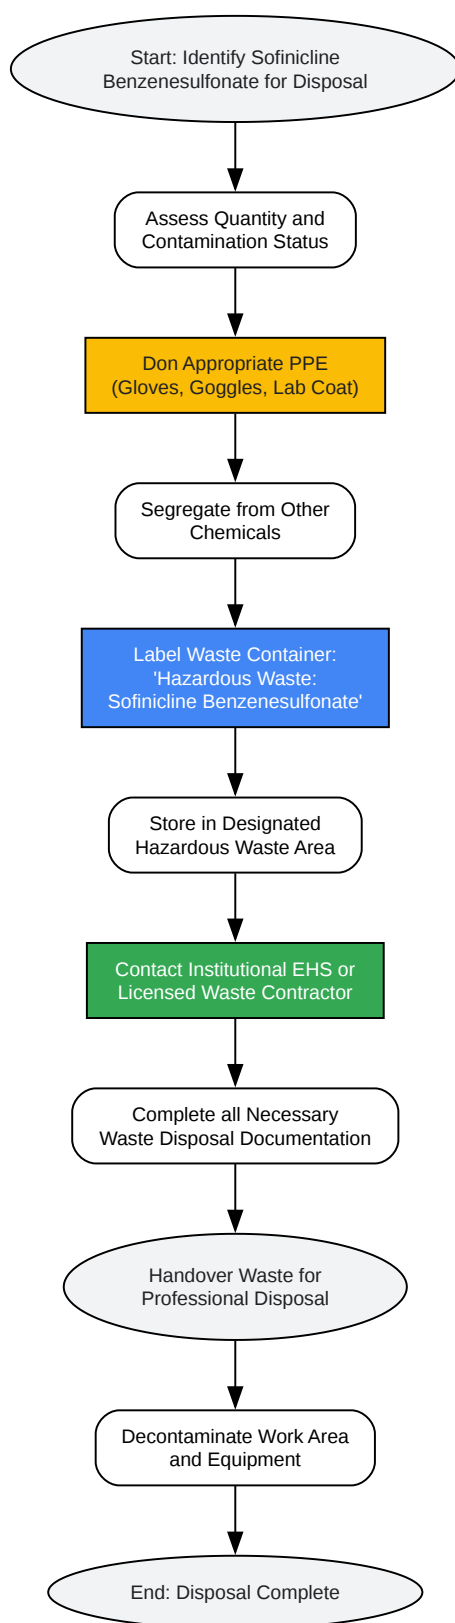 Start: Identify Sofinicline
Benzenesulfonate for Disposal
Assess Quantity and
Contamination Status
Don Appropriate PPE
(Gloves, Goggles, Lab Coat)
Segregate from Other
Chemicals
Label Waste Container:
'Hazardous Waste:
Sofinicline Benzenesulfonate'
Store in Designated
Hazardous Waste Area
Contact Institutional EHS or
Licensed Waste Contractor
Complete all Necessary
Waste Disposal Documentation
Handover Waste for
Professional Disposal
Decontaminate Work Area
and Equipment
End: Disposal Complete